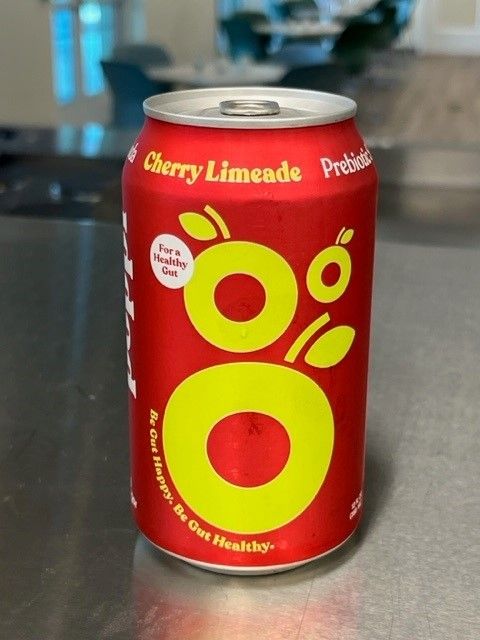 Cherry Limeade
Prebiotic
For a
Healthy
Gut
Be Gut Happy. Be Gut Healthy.